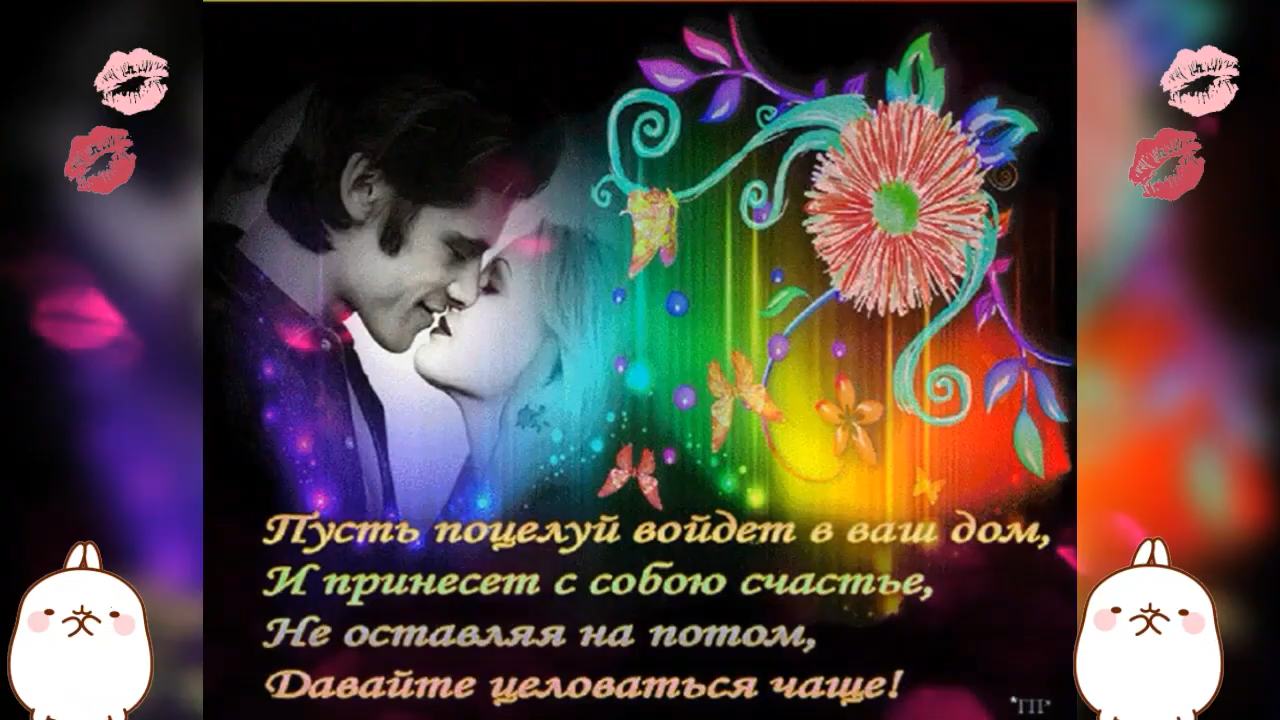 Пусть поцелуй войдет в ваш дом,
И принесет с собою счастье,
Не оставляя на потом,
Давайте целоваться чаще!